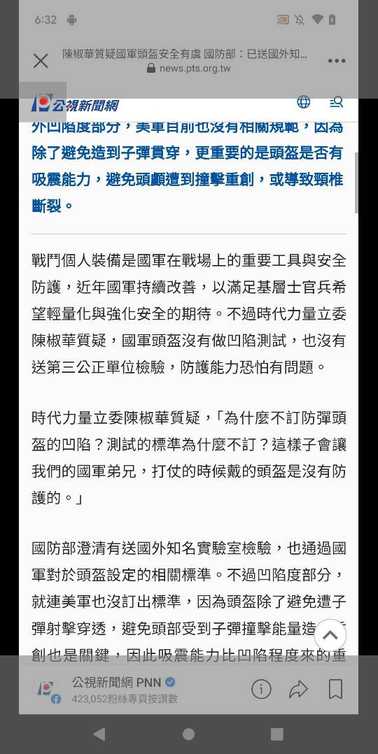 6:32
陳椒華質疑國軍頭盔安全有虞 國防部：已送國外知...
news.pts.org.tw
公視新聞網
外凹陷度部分，美軍目前也沒有相關規範，因為
除了避免造到子彈貫穿，更重要的是頭盔是否有
吸震能力，避免頭顱遭到撞擊重創，或導致頸椎
斷裂。
戰鬥個人裝備是國軍在戰場上的重要工具與安全
防護，近年國軍持續改善，以滿足基層士官兵希
望輕量化與強化安全的期待。不過時代力量立委
陳椒華質疑，國軍頭盔沒有做凹陷測試，也沒有
送第三公正單位檢驗，防護能力恐怕有問題。
時代力量立委陳椒華質疑，「為什麼不訂防彈頭
盔的凹陷？測試的標準為什麼不訂？這樣子會讓
我們的國軍弟兄，打仗的時候戴的頭盔是沒有防
護的。」
國防部澄清有送國外知名實驗室檢驗，也通過國
軍對於頭盔設定的相關標準。不過凹陷度部分，
就連美軍也沒訂出標準，因為頭盔除了避免遭子
彈射擊穿透，避免頭部受到子彈撞擊能量造
創也是關鍵，因此吸震能力比凹陷程度來的重
公視新聞網 PNN
423,052粉絲專頁按讚數